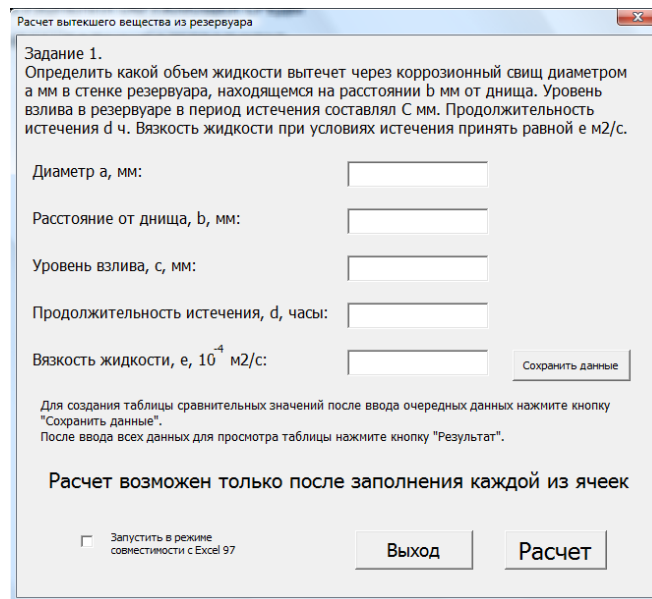 Расчет вытекшего вещества из резервуара
Задание 1.
Определить какой объем жидкости вытечет через коррозионный свищ диаметром
а мм в стенке резервуара, находящемся на расстоянии b мм от днища. Уровень
взлива в резервуаре в период истечения составлял С мм. Продолжительность
истечения d ч. Вязкость жидкости при условиях истечения принять равной е м2/с.
Диаметр а, мм:
Расстояние от днища, b, мм:
Уровень взлива, с, мм:
Продолжительность истечения, d, часы:
Вязкость жидкости, е, 10⁻⁴ м2/с:
Сохранить данные
Для создания таблицы сравнительных значений после ввода очередных данных нажмите кнопку
"Сохранить данные".
После ввода всех данных для просмотра таблицы нажмите кнопку "Результат".
Расчет возможен только после заполнения каждой из ячеек
Запустить в режиме
совместимости с Excel 97
Выход
Расчет